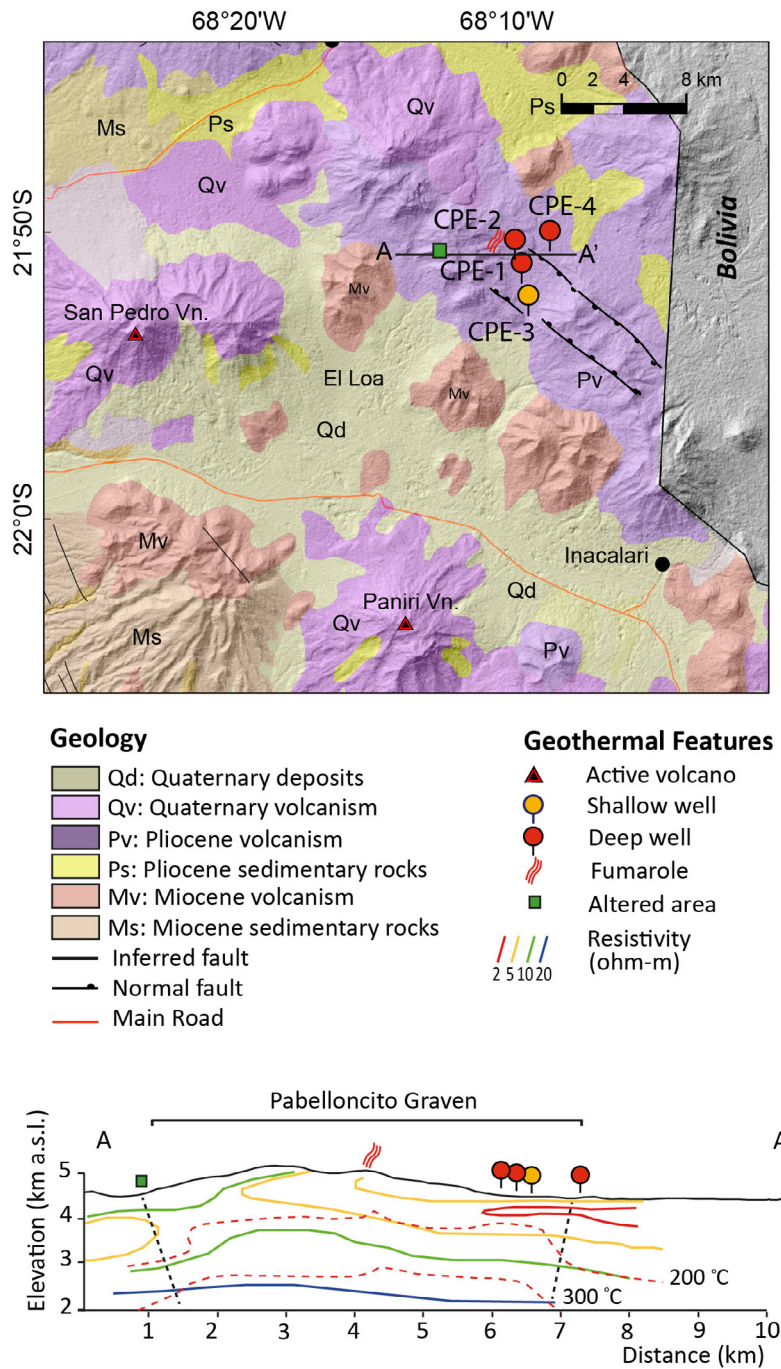 68°20'W 68°10'W
0 2 4 8 km
Qv
Ps
Ms
Ps
Qv
CPE-4
CPE-2
21°50'S
A
A'
Bolivia
CPE-1
Mv
San Pedro Vn.
CPE-3
Qv
El Loa
Mv
Pv
Qd
22°0'S
Mv
Inacalari
Qd
Paniri Vn.
Qv
Ms
Pv
Geology
Qd: Quaternary deposits
Qv: Quaternary volcanism
Pv: Pliocene volcanism
Ps: Pliocene sedimentary rocks
Mv: Miocene volcanism
Ms: Miocene sedimentary rocks
Inferred fault
Normal fault
Main Road
Geothermal Features
Active volcano
Shallow well
Deep well
Fumarole
Altered area
Resistivity
(ohm-m)
2 5 10 20
Pabelloncito Graven
A
A
Elevation (km a.s.l.)
5
4
3
2
200 °C
300 °C
1 2 3 4 5 6 7 8 9 10
Distance (km)